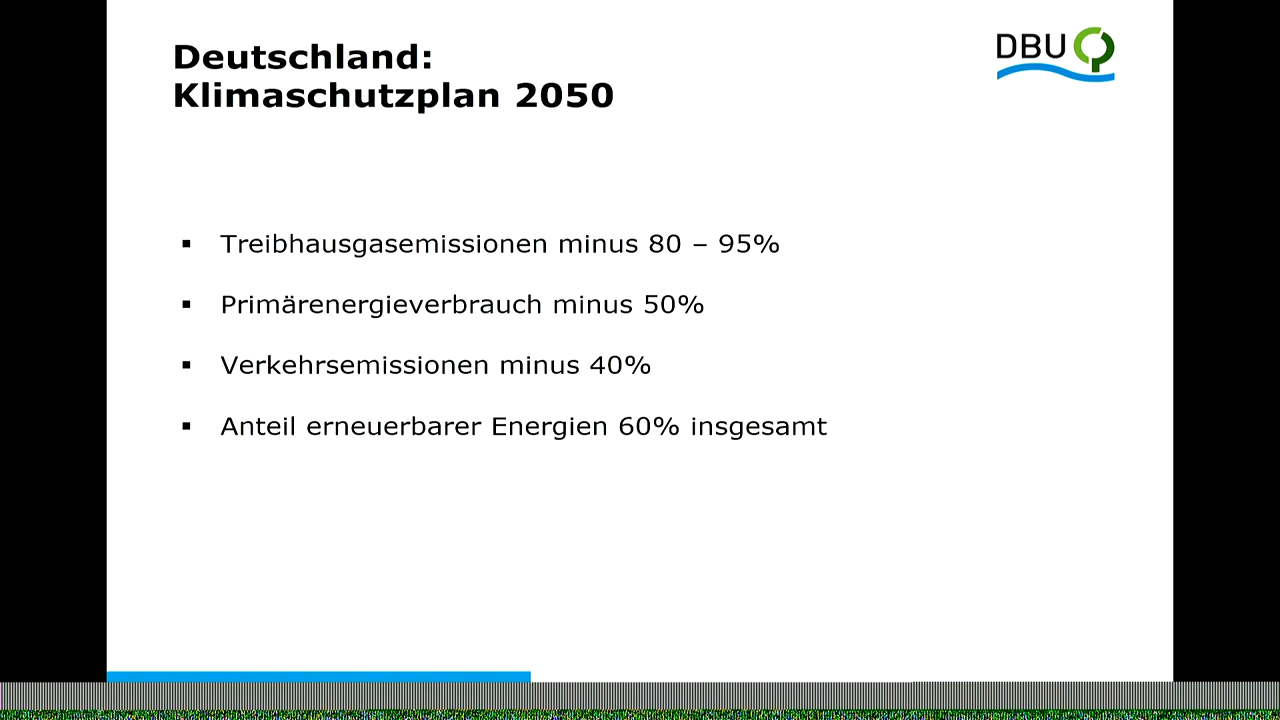 Deutschland:
Klimaschutzplan 2050
DBU
▪ Treibhausgasemissionen minus 80 – 95%
▪ Primärenergieverbrauch minus 50%
▪ Verkehrsemissionen minus 40%
▪ Anteil erneuerbarer Energien 60% insgesamt